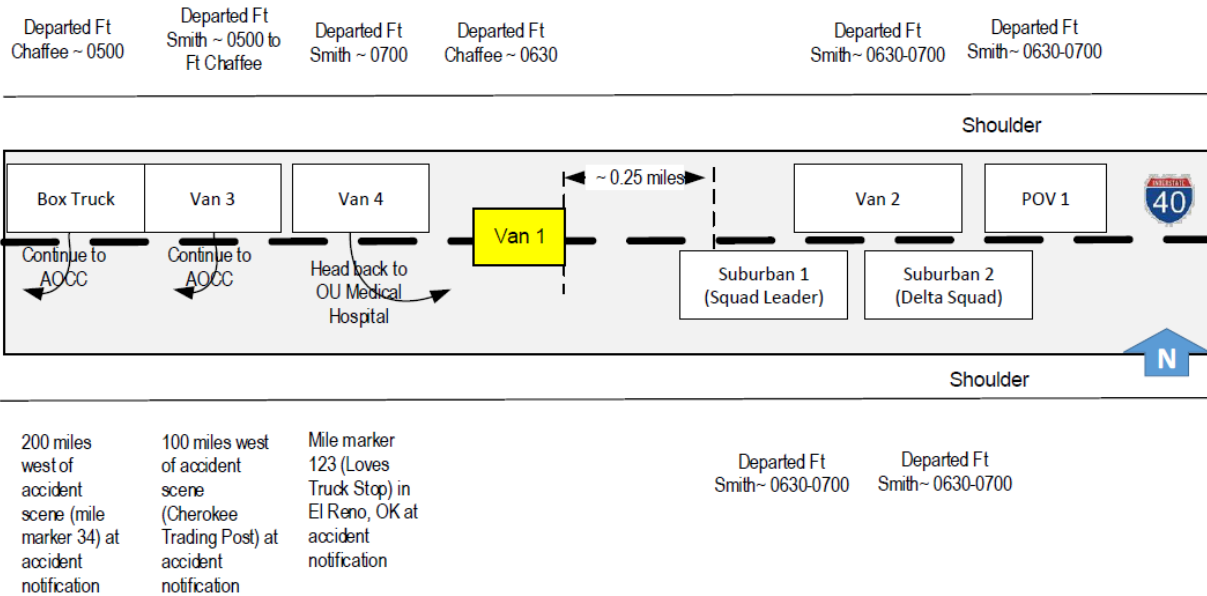 Departed Ft
Chaffee ~ 0500
Departed Ft
Smith ~ 0500 to
Ft Chaffee
Departed Ft
Smith ~ 0700
Departed Ft
Chaffee ~ 0630
Departed Ft
Smith~ 0630-0700
Departed Ft
Smith~ 0630-0700
Shoulder
Box Truck
Van 3
Van 4
Van 1
~ 0.25 miles
Van 2
POV 1
INTERSTATE
40
Continue to
AOCC
Continue to
AOCC
Head back to
OU Medical
Hospital
Suburban 1
(Squad Leader)
Suburban 2
(Delta Squad)
N
Shoulder
200 miles
west of
accident
scene (mile
marker 34) at
accident
notification
100 miles west
of accident
scene
(Cherokee
Trading Post) at
accident
notification
Mile marker
123 (Loves
Truck Stop) in
El Reno, OK at
accident
notification
Departed Ft
Smith~ 0630-0700
Departed Ft
Smith~ 0630-0700